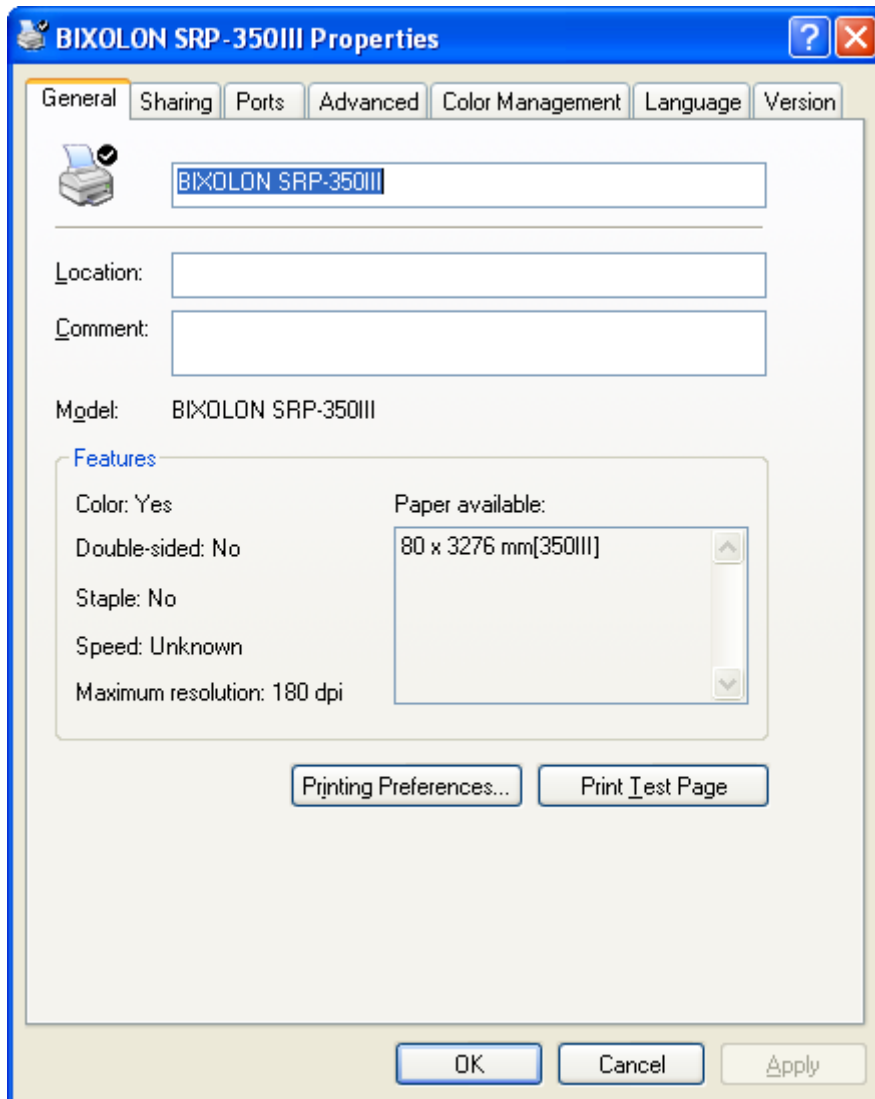 BIXOLON SRP-350III Properties
General Sharing Ports Advanced Color Management Language Version
BIXOLON SRP-350III
Location:
Comment:
Model: BIXOLON SRP-350III
Features
Color: Yes
Paper available:
Double-sided: No
80 x 3276 mm[350III]
Staple: No
Speed: Unknown
Maximum resolution: 180 dpi
Printing Preferences... Print Test Page
OK Cancel Apply